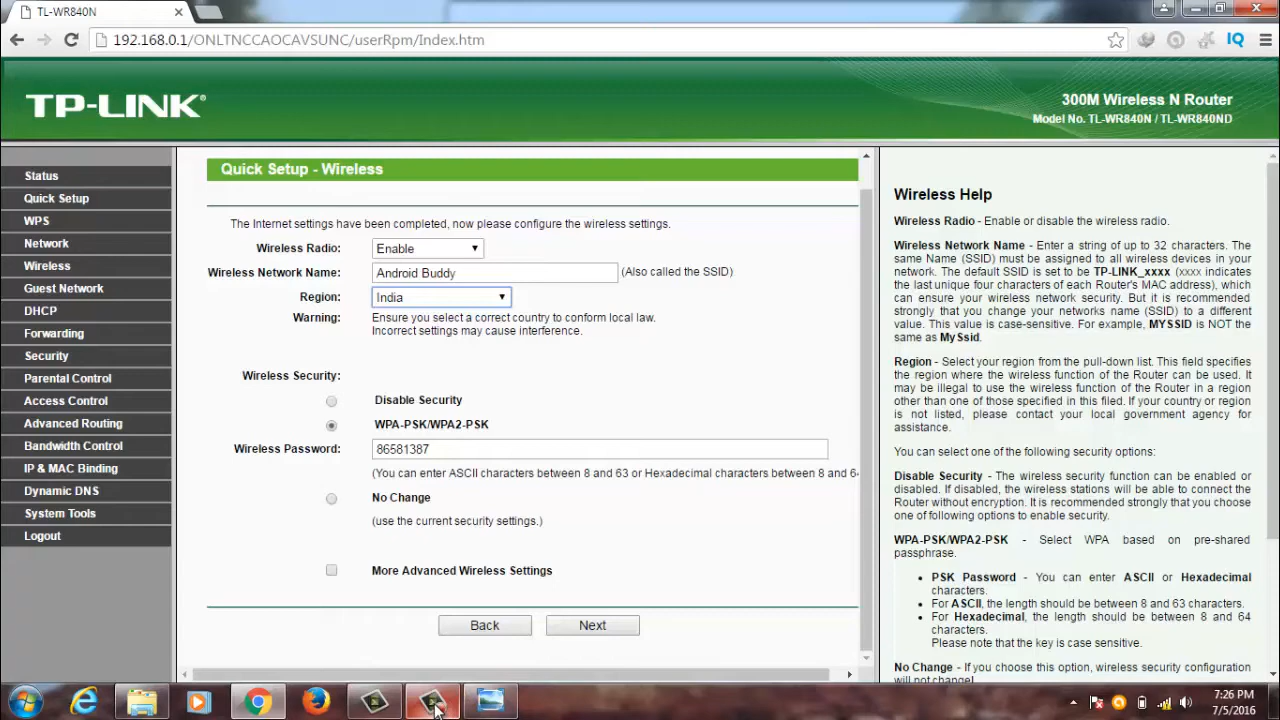 TL-WR840N
192.168.0.1/ONLTNCCAOCAVSUNC/userRpm/Index.htm
IQ
TP-LINK®
300M Wireless N Router
Model No. TL-WR840N / TL-WR840ND
Status
Quick Setup
WPS
Network
Wireless
Guest Network
DHCP
Forwarding
Security
Parental Control
Access Control
Advanced Routing
Bandwidth Control
IP & MAC Binding
Dynamic DNS
System Tools
Logout
Quick Setup - Wireless
The Internet settings have been completed, now please configure the wireless settings.
Wireless Radio: Enable
Wireless Network Name: Android Buddy (Also called the SSID)
Region: India
Warning: Ensure you select a correct country to conform local law.
Incorrect settings may cause interference.
Wireless Security:
Disable Security
WPA-PSK/WPA2-PSK
Wireless Password: 86581387
(You can enter ASCII characters between 8 and 63 or Hexadecimal characters between 8 and 6
No Change
(use the current security settings.)
More Advanced Wireless Settings
Back Next
Wireless Help
Wireless Radio - Enable or disable the wireless radio.
Wireless Network Name - Enter a string of up to 32 characters. The
same Name (SSID) must be assigned to all wireless devices in your
network. The default SSID is set to be TP-LINK_xxxx (xxxx indicates
the last unique four characters of each Router's MAC address), which
can ensure your wireless network security. But it is recommended
strongly that you change your networks name (SSID) to a different
value. This value is case-sensitive. For example, MYSSID is NOT the
same as MySsid.
Region - Select your region from the pull-down list. This field specifies
the region where the wireless function of the Router can be used. It
may be illegal to use the wireless function of the Router in a region
other than one of those specified in this filed. If your country or region
is not listed, please contact your local government agency for
assistance.
You can select one of the following security options:
Disable Security - The wireless security function can be enabled or
disabled. If disabled, the wireless stations will be able to connect the
Router without encryption. It is recommended strongly that you choose
one of following options to enable security.
WPA-PSK/WPA2-PSK - Select WPA based on pre-shared
passphrase.
PSK Password - You can enter ASCII or Hexadecimal
characters.
For ASCII, the length should be between 8 and 63 characters.
For Hexadecimal, the length should be between 8 and 64
characters.
Please note that the key is case sensitive.
No Change - If you choose this option, wireless security configuration
will not change!
7:26 PM
7/5/2016